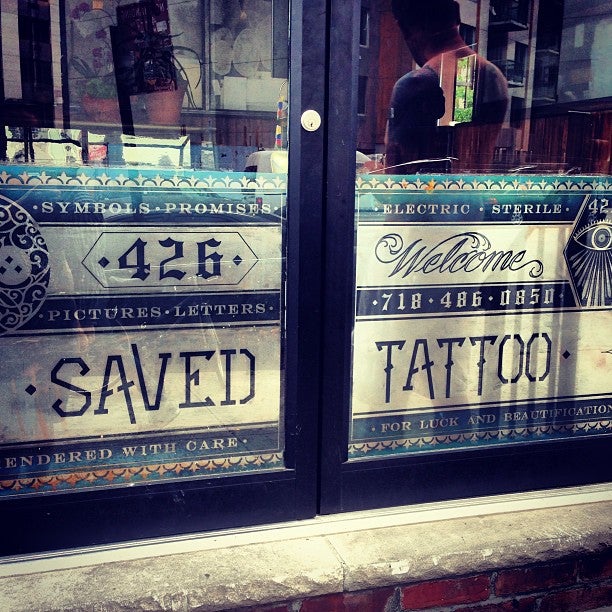 · SYMBOLS · PROMISES ·
· 426 ·
· PICTURES · LETTERS ·
· SAVED
ENDERED WITH CARE ·
· ELECTRIC · STERILE · 42
Welcome
· 718 · 486 · 0850
TATTOO ·
· FOR LUCK AND BEAUTIFICATION